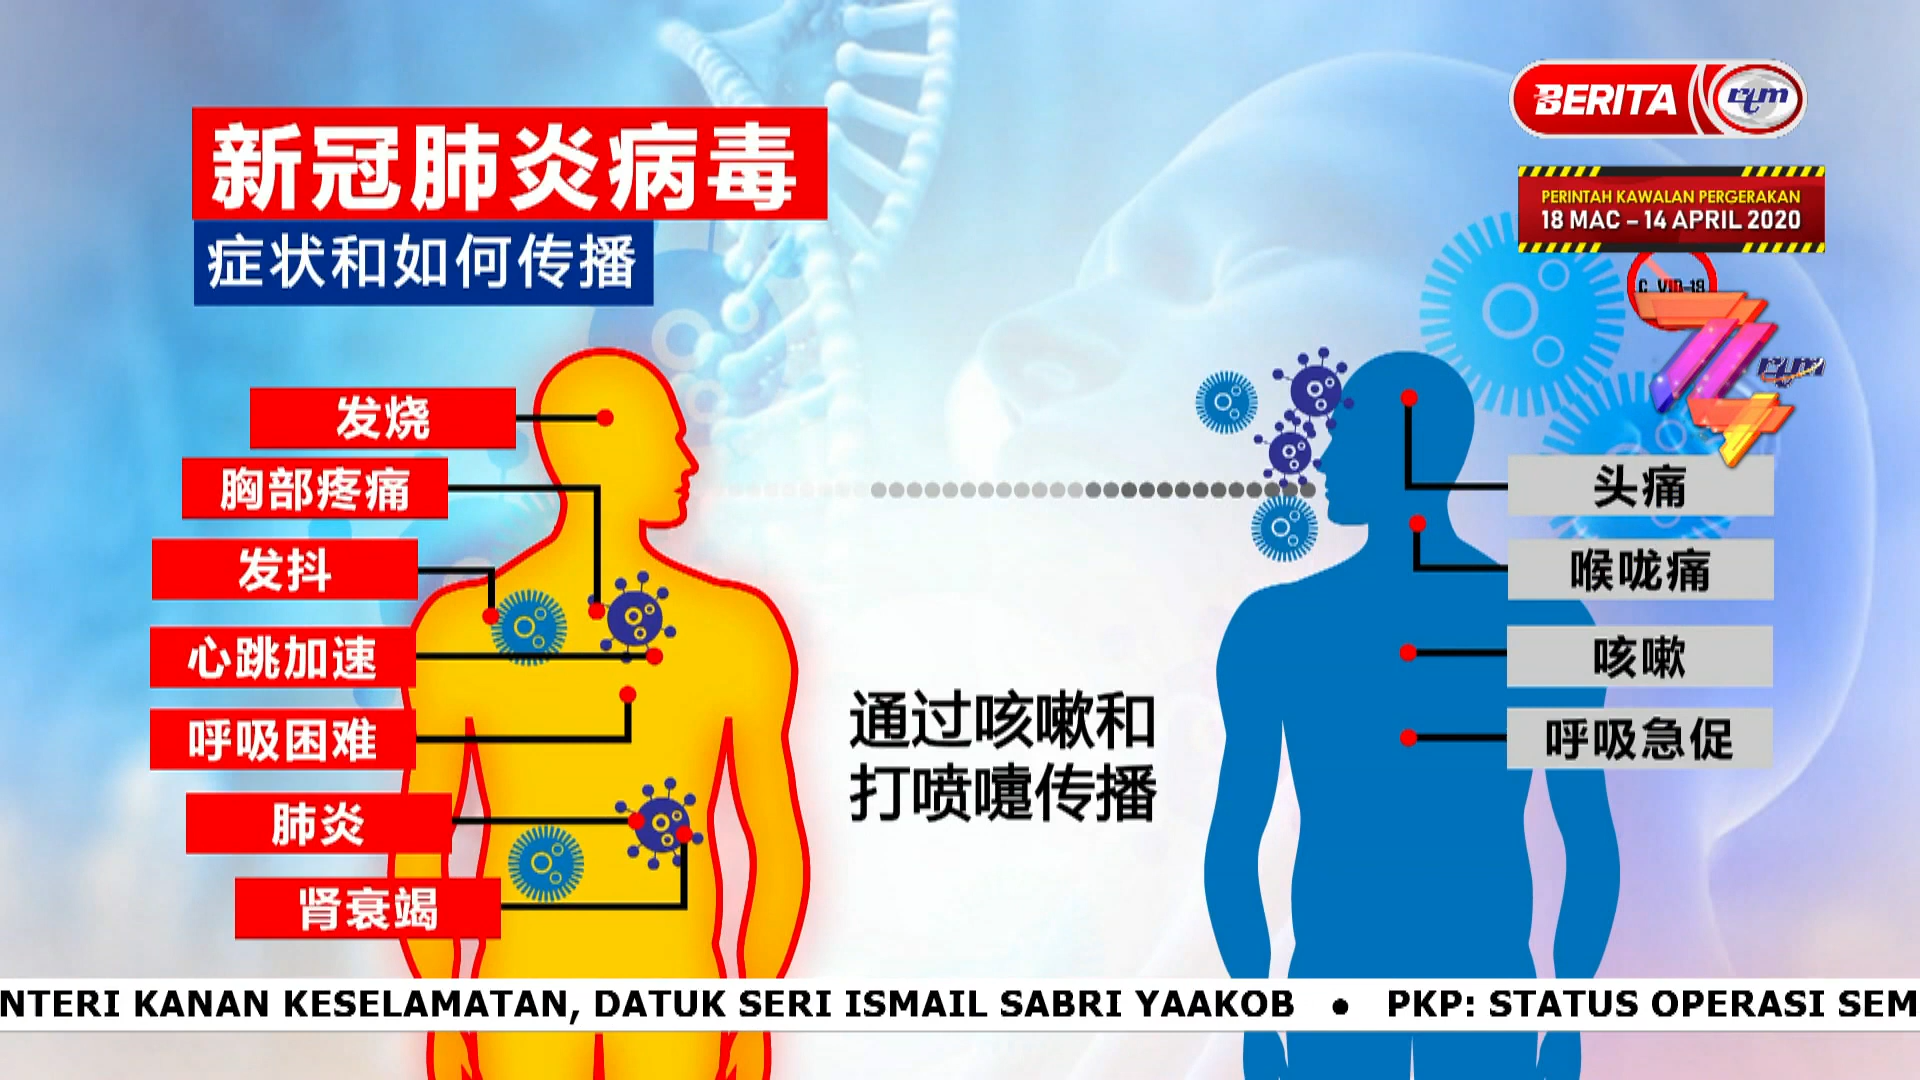 BERITA rtm
新冠肺炎病毒
PERINTAH KAWALAN PERGERAKAN
18 MAC – 14 APRIL 2020
症状和如何传播
rtm
发烧
胸部疼痛
发抖
心跳加速
呼吸困难
肺炎
肾衰竭
通过咳嗽和
打喷嚏传播
头痛
喉咙痛
咳嗽
呼吸急促
NTERI KANAN KESELAMATAN, DATUK SERI ISMAIL SABRI YAAKOB • PKP: STATUS OPERASI SEM